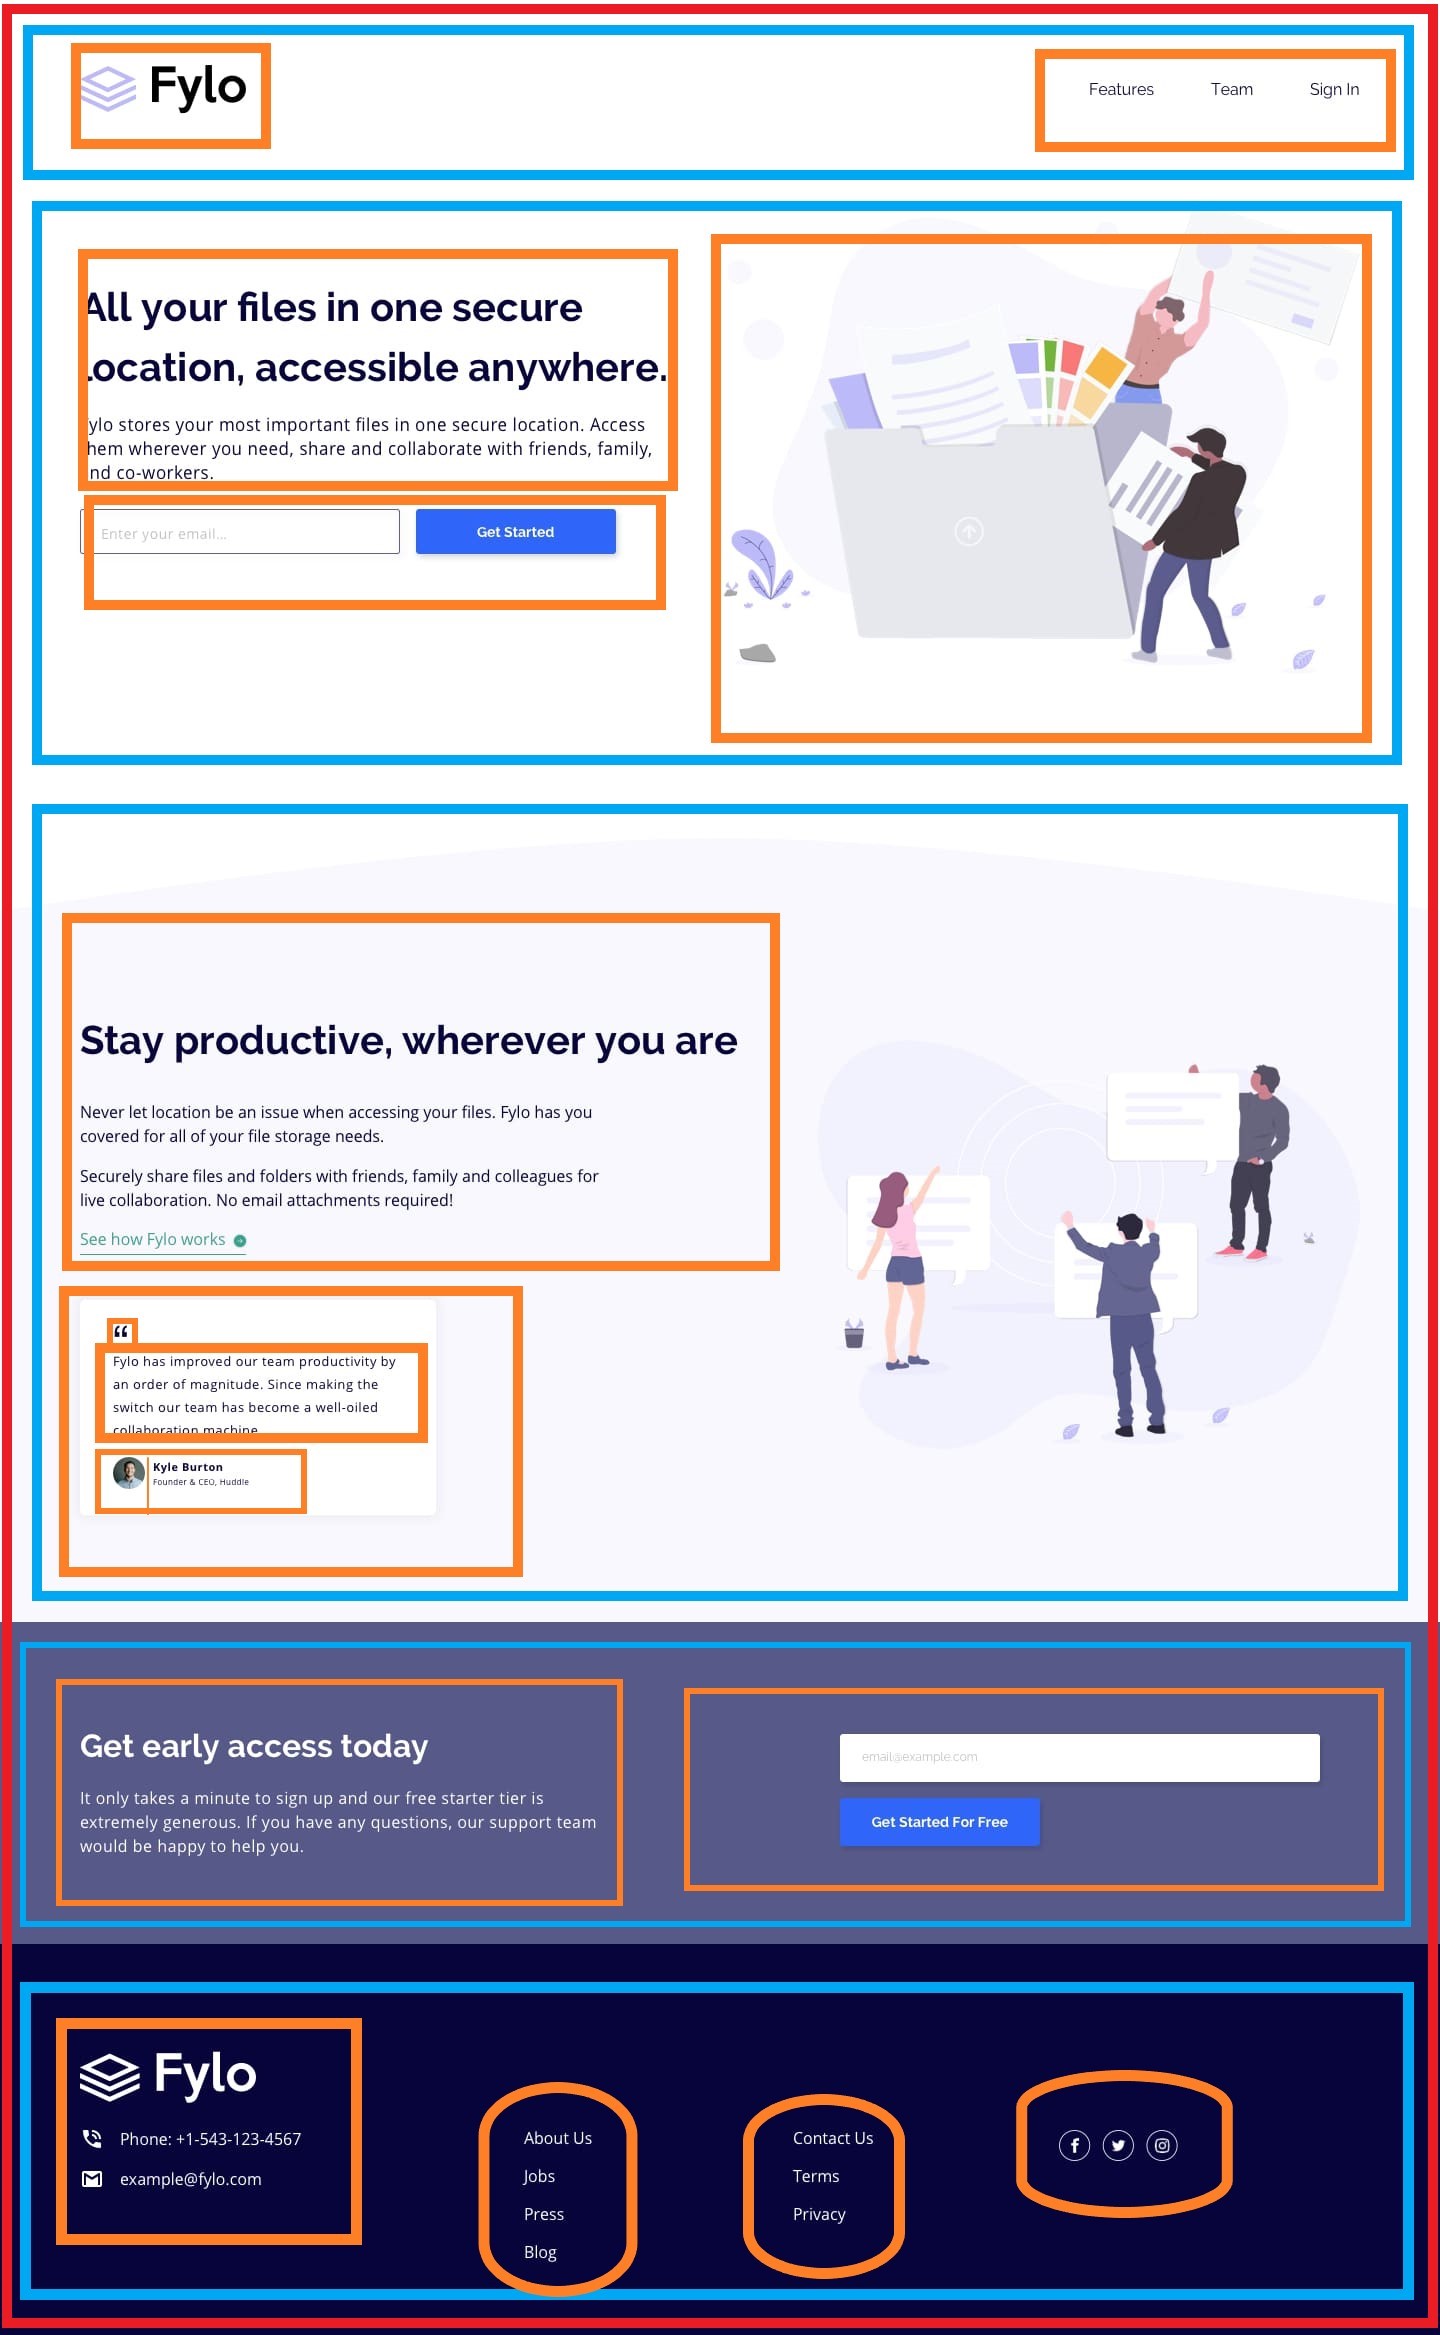 Fylo
Features Team Sign In
All your files in one secure
location, accessible anywhere.
Fylo stores your most important files in one secure location. Access
them wherever you need, share and collaborate with friends, family,
and co-workers.
Enter your email... Get Started
Stay productive, wherever you are
Never let location be an issue when accessing your files. Fylo has you
covered for all of your file storage needs.
Securely share files and folders with friends, family and colleagues for
live collaboration. No email attachments required!
See how Fylo works
“
Fylo has improved our team productivity by
an order of magnitude. Since making the
switch our team has become a well-oiled
collaboration machine
Kyle Burton
Founder & CEO, Huddle
Get early access today
It only takes a minute to sign up and our free starter tier is
extremely generous. If you have any questions, our support team
would be happy to help you.
email@example.com
Get Started For Free
Fylo
Phone: +1-543-123-4567
example@fylo.com
About Us
Jobs
Press
Blog
Contact Us
Terms
Privacy